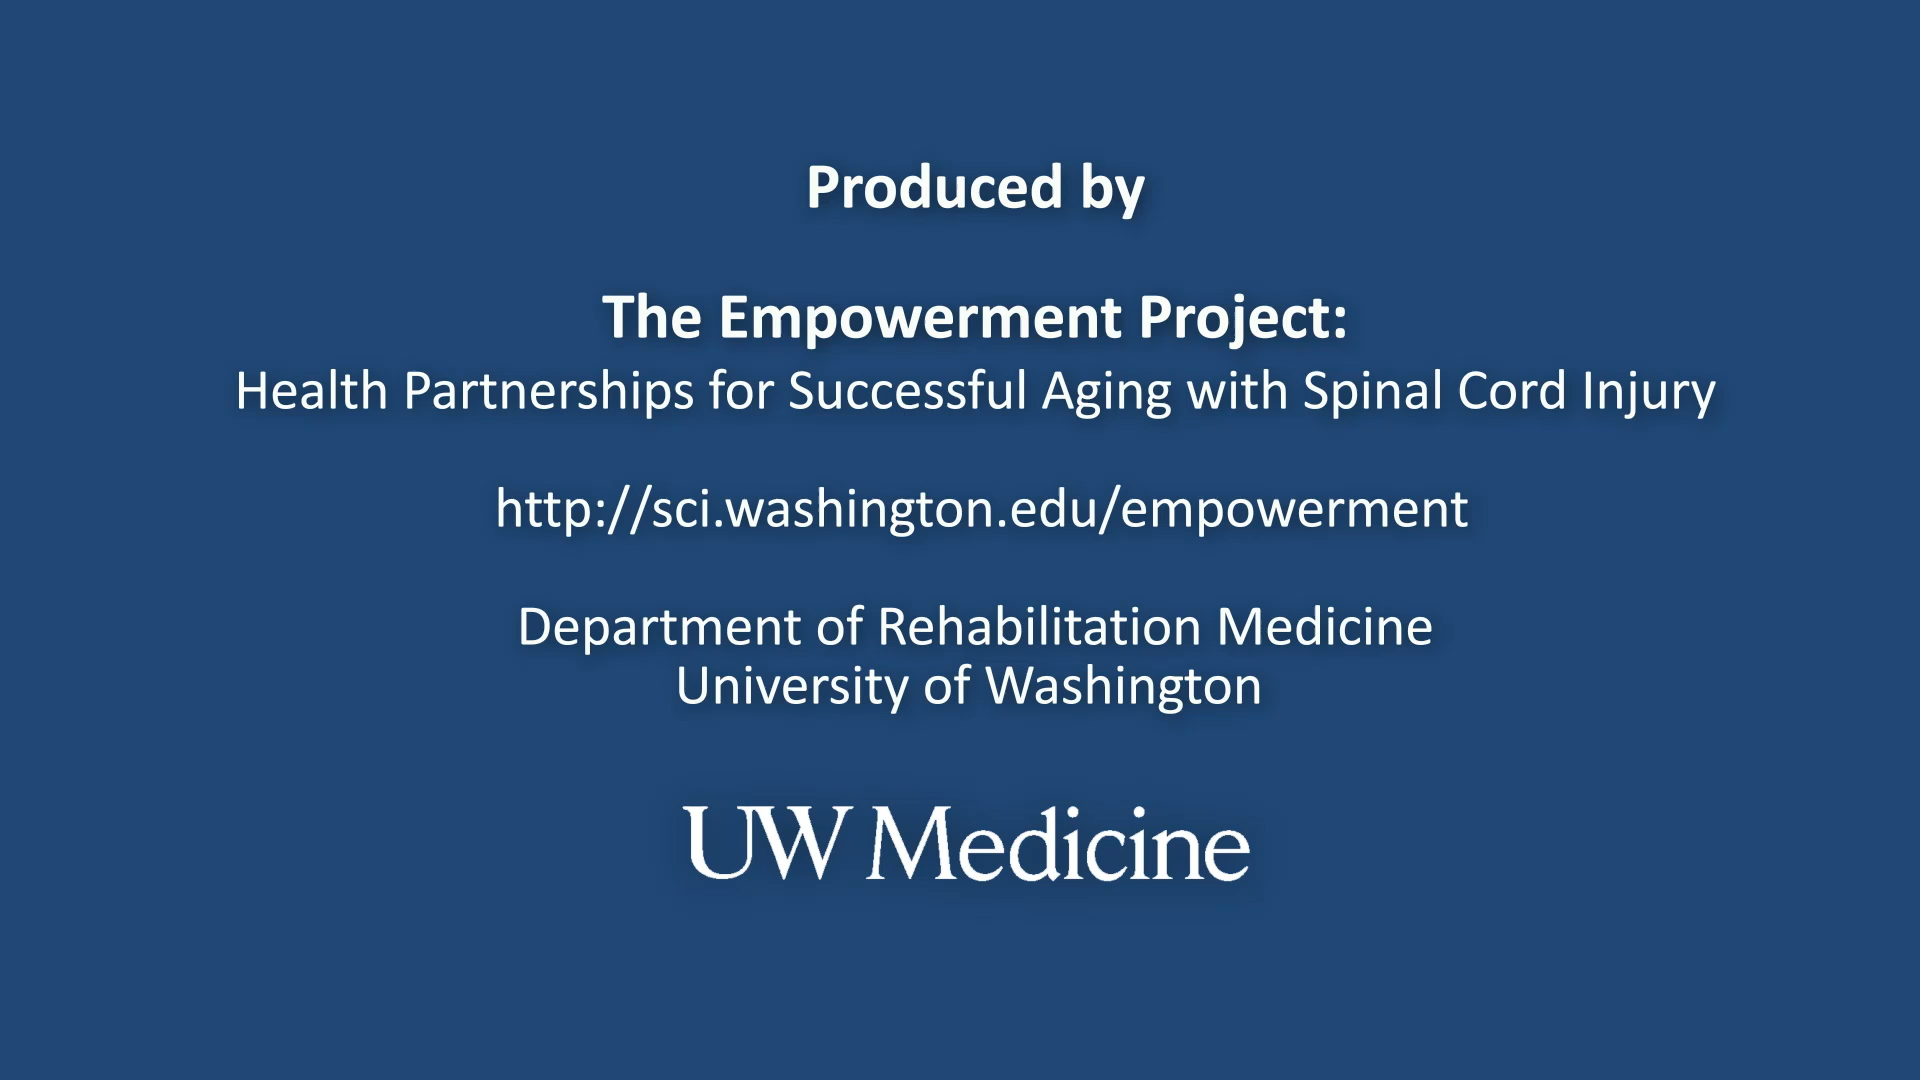 Produced by
The Empowerment Project:
Health Partnerships for Successful Aging with Spinal Cord Injury
http://sci.washington.edu/empowerment
Department of Rehabilitation Medicine
University of Washington
UW Medicine